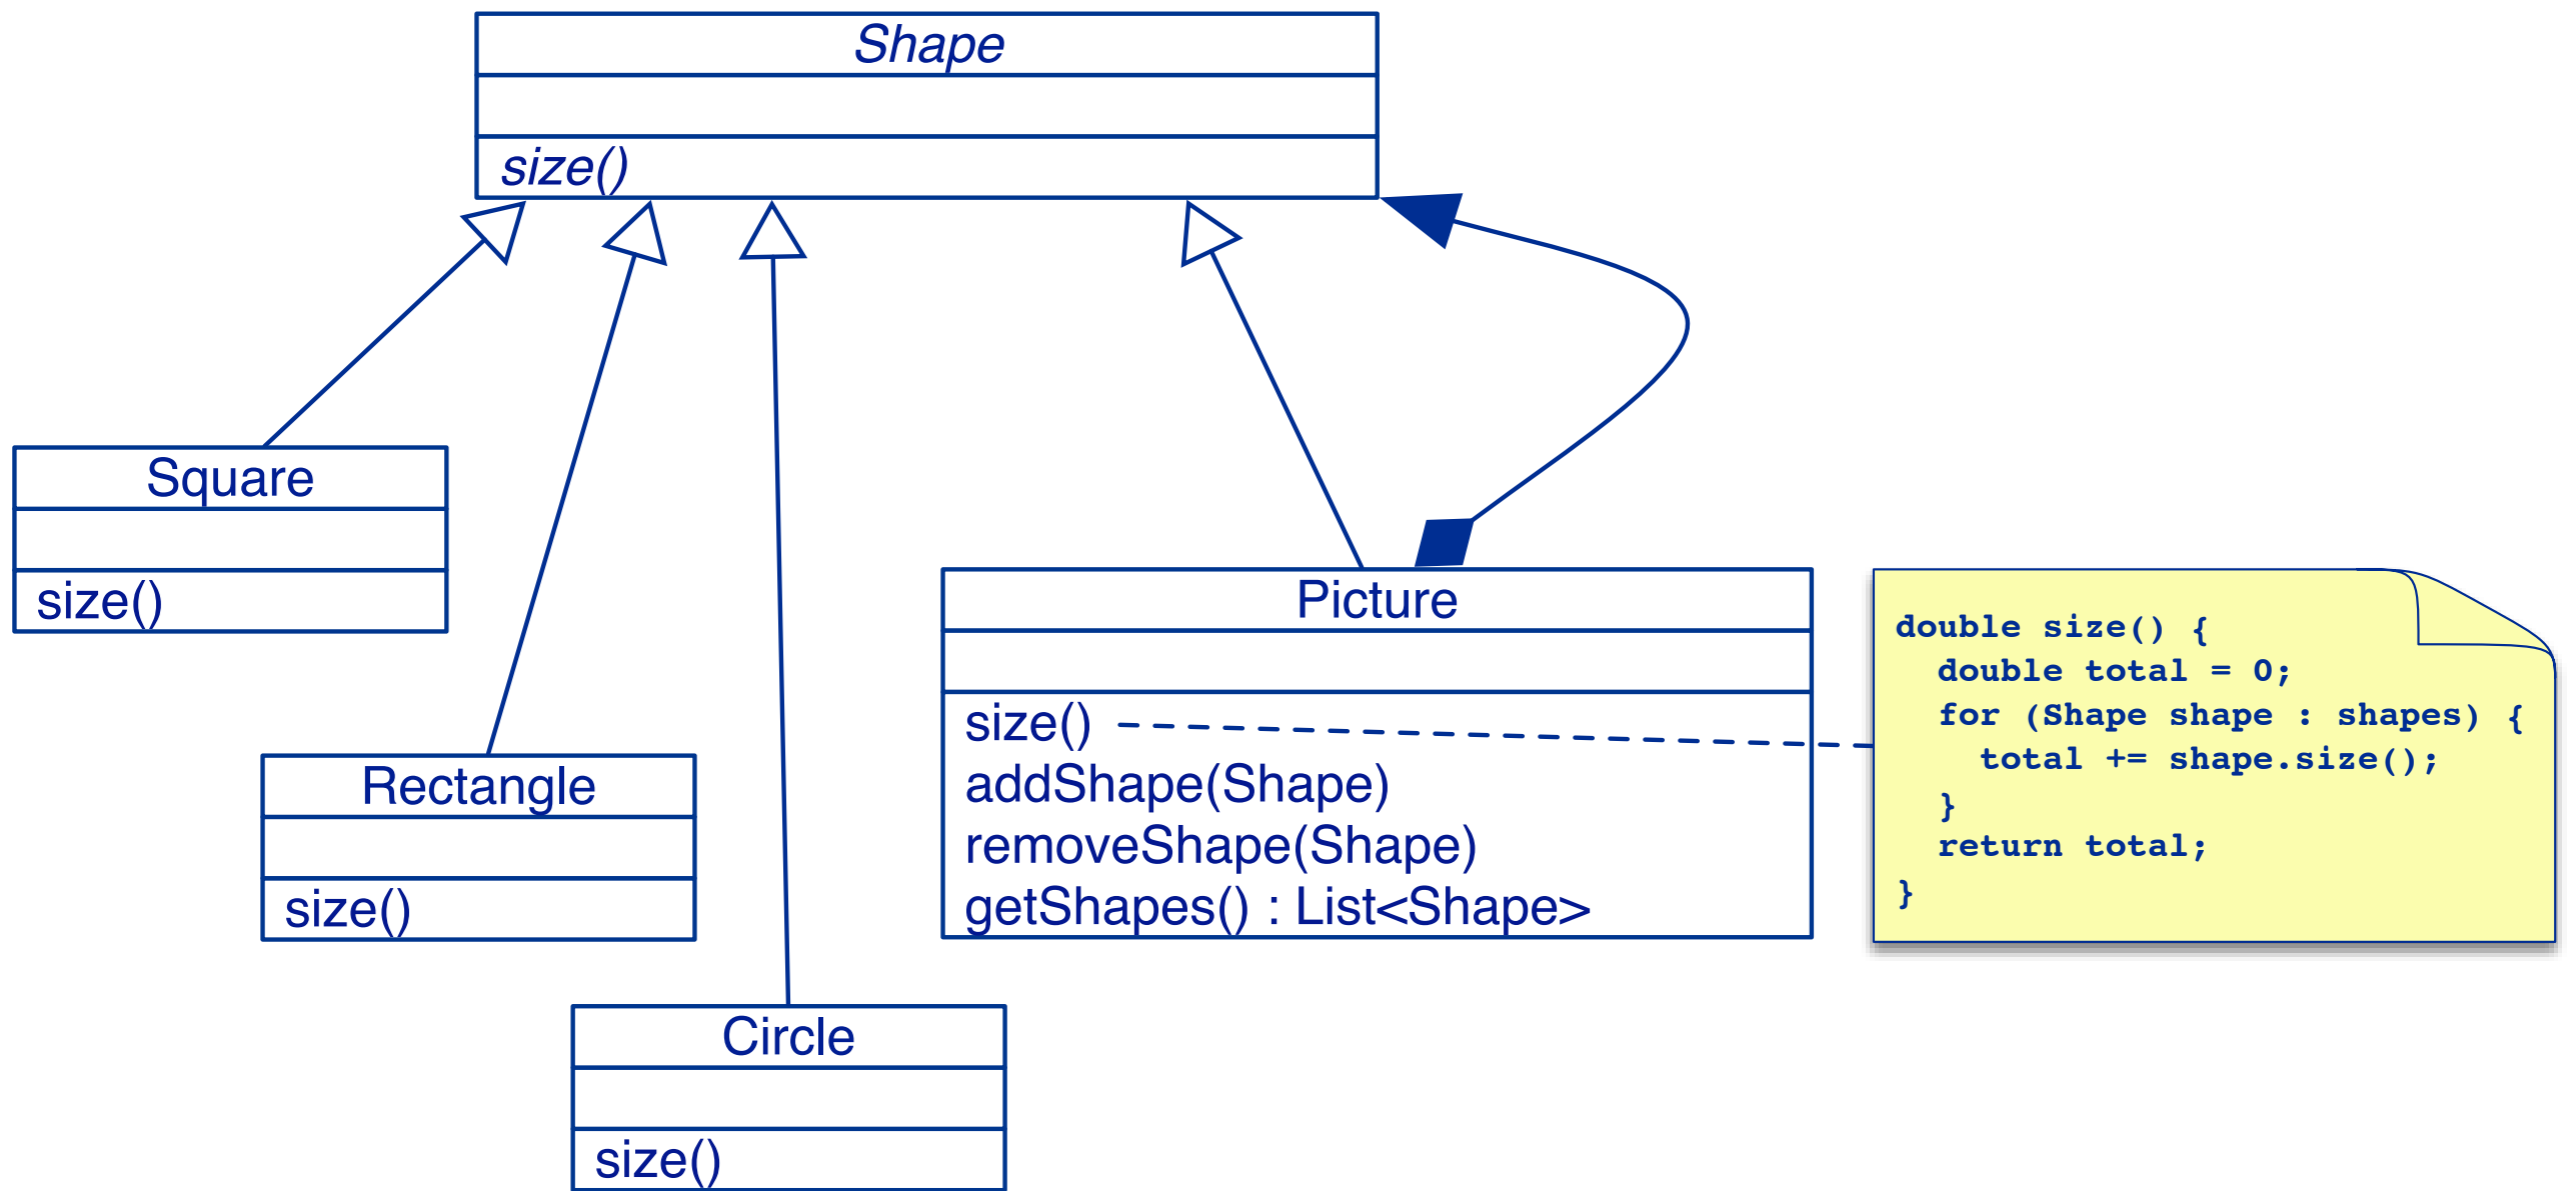 Shape
size()
Square
size()
Rectangle
size()
Circle
size()
Picture
size()
addShape(Shape)
removeShape(Shape)
getShapes() : List<Shape>
double size() {
  double total = 0;
  for (Shape shape : shapes) {
    total += shape.size();
  }
  return total;
}